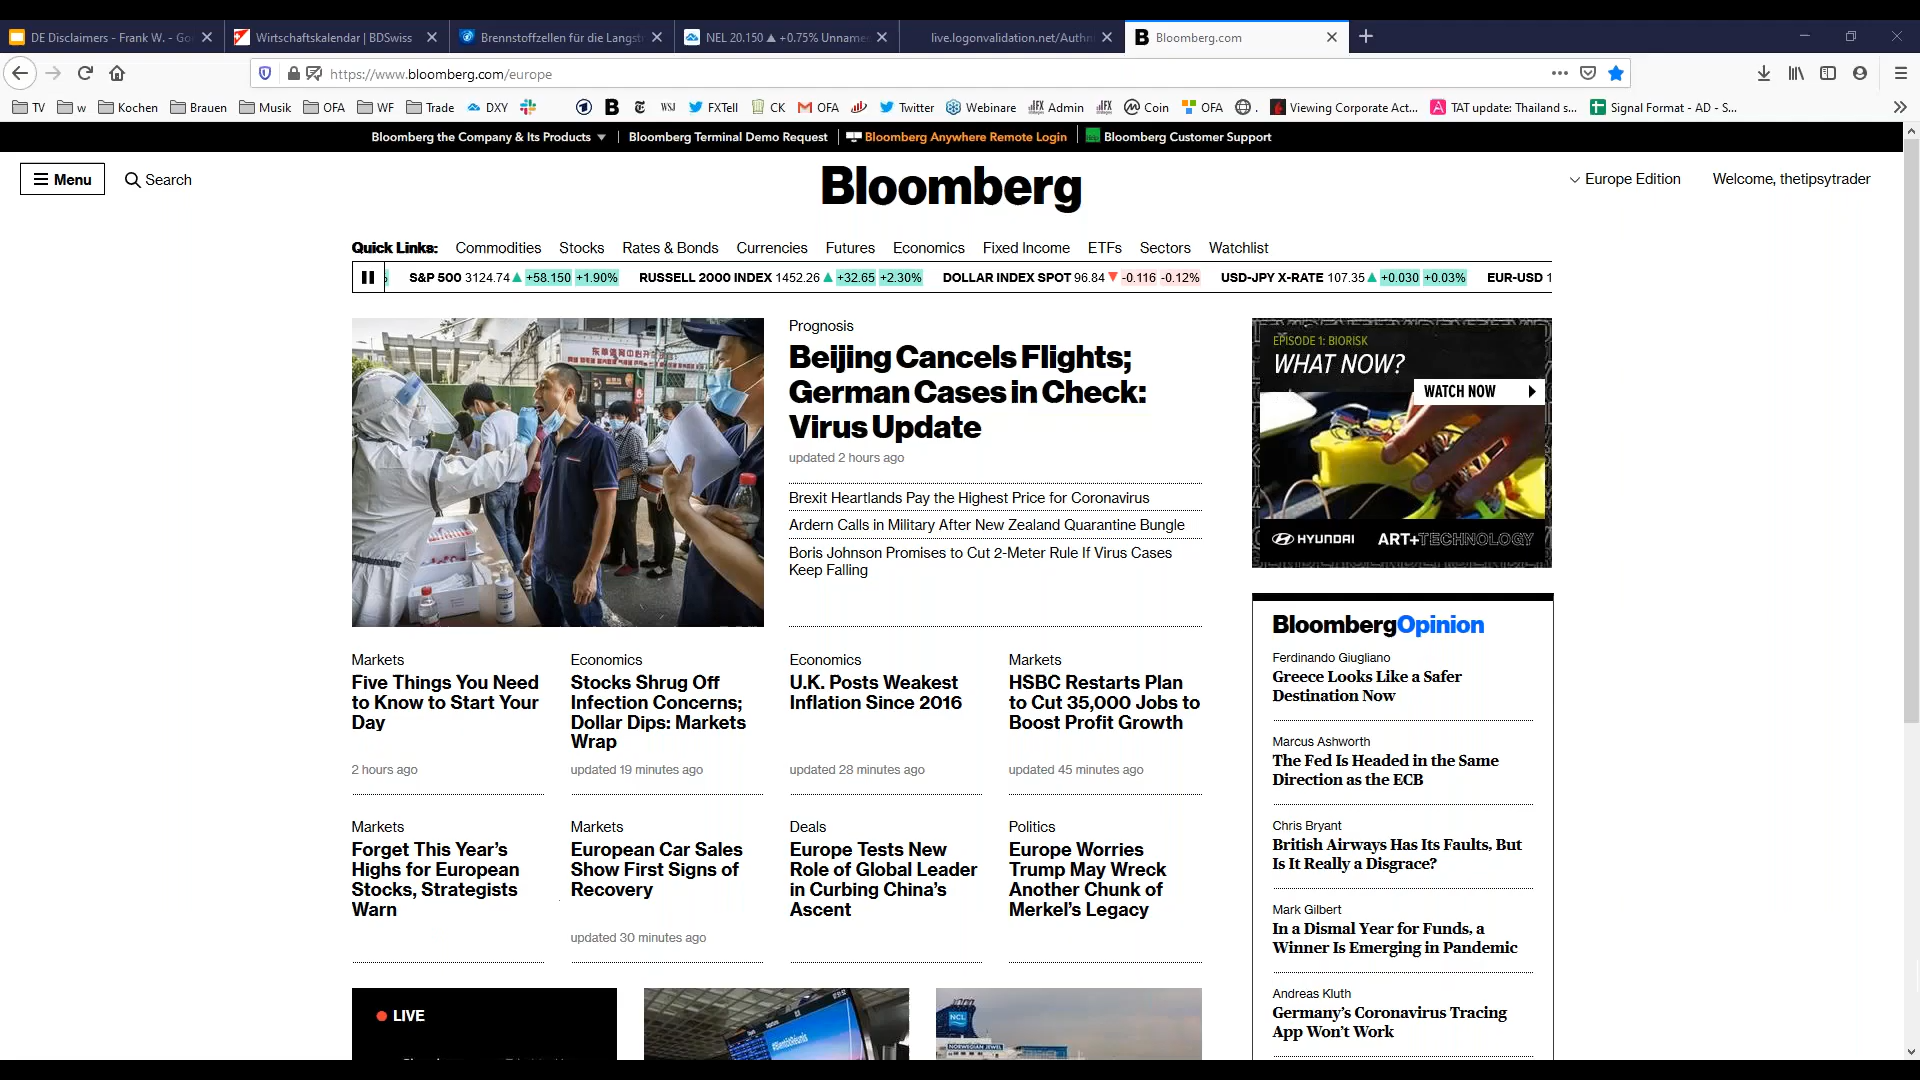 DE Disclaimers - Frank W. - Go
Wirtschaftskalendar | BDSwiss
Brennstoffzellen für die Langst
NEL 20.150 ▲ +0.75% Unname
live.logonvalidation.net/Authn
Bloomberg.com
https://www.bloomberg.com/europe
TV
w
Kochen
Brauen
Musik
OFA
WF
Trade
DXY
WSJ
FXTell
CK
OFA
Twitter
Webinare
Admin
Coin
OFA
.
Viewing Corporate Act...
TAT update: Thailand s...
Signal Format - AD - S...
Bloomberg the Company & Its Products
Bloomberg Terminal Demo Request
Bloomberg Anywhere Remote Login
Bloomberg Customer Support
Menu
Search
Bloomberg
Europe Edition
Welcome, thetipsytrader
Quick Links: Commodities Stocks Rates & Bonds Currencies Futures Economics Fixed Income ETFs Sectors Watchlist
S&P 500 3124.74 ▲ +58.150 +1.90% RUSSELL 2000 INDEX 1452.26 ▲ +32.65 +2.30% DOLLAR INDEX SPOT 96.84 ▼ -0.116 -0.12% USD-JPY X-RATE 107.35 ▲ +0.030 +0.03% EUR-USD 1
Prognosis
Beijing Cancels Flights;
German Cases in Check:
Virus Update
updated 2 hours ago
Brexit Heartlands Pay the Highest Price for Coronavirus
Ardern Calls in Military After New Zealand Quarantine Bungle
Boris Johnson Promises to Cut 2-Meter Rule If Virus Cases
Keep Falling
EPISODE 1: BIORISK
WHAT NOW?
WATCH NOW
HYUNDAI
ART+TECHNOLOGY
Markets
Five Things You Need
to Know to Start Your
Day
2 hours ago
Economics
Stocks Shrug Off
Infection Concerns;
Dollar Dips: Markets
Wrap
updated 19 minutes ago
Economics
U.K. Posts Weakest
Inflation Since 2016
updated 28 minutes ago
Markets
HSBC Restarts Plan
to Cut 35,000 Jobs to
Boost Profit Growth
updated 45 minutes ago
Markets
Forget This Year's
Highs for European
Stocks, Strategists
Warn
Markets
European Car Sales
Show First Signs of
Recovery
updated 30 minutes ago
Deals
Europe Tests New
Role of Global Leader
in Curbing China's
Ascent
Politics
Europe Worries
Trump May Wreck
Another Chunk of
Merkel's Legacy
BloombergOpinion
Ferdinando Giugliano
Greece Looks Like a Safer
Destination Now
Marcus Ashworth
The Fed Is Headed in the Same
Direction as the ECB
Chris Bryant
British Airways Has Its Faults, But
Is It Really a Disgrace?
Mark Gilbert
In a Dismal Year for Funds, a
Winner Is Emerging in Pandemic
Andreas Kluth
Germany's Coronavirus Tracing
App Won't Work
LIVE
NCL
NORWEGIAN JEWEL